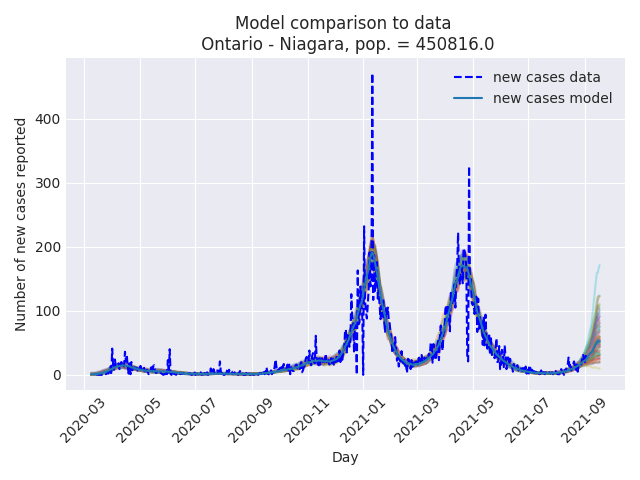 Model comparison to data
Ontario - Niagara, pop. = 450816.0
new cases data
new cases model
Number of new cases reported
400
300
200
100
0
2020-03
2020-05
2020-07
2020-09
2020-11
2021-01
2021-03
2021-05
2021-07
2021-09
Day